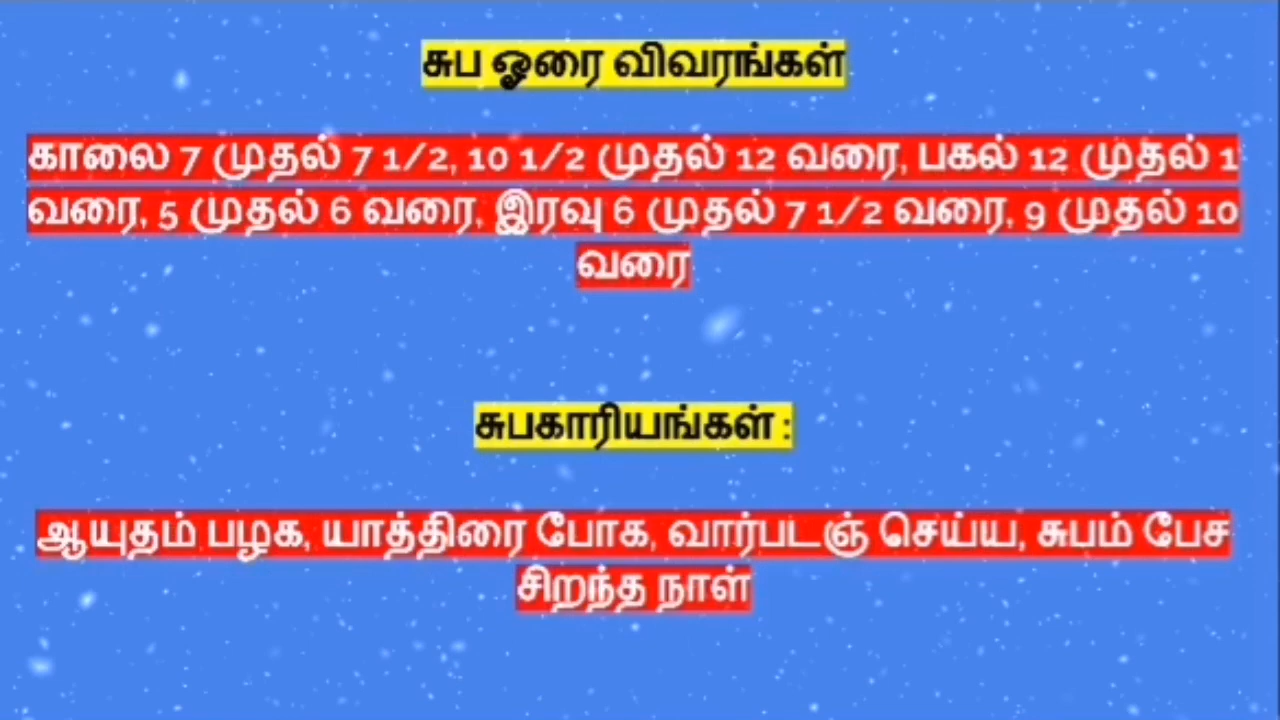 சுப ஓரை விவரங்கள்
காலை 7 முதல் 7 1/2, 10 1/2 முதல் 12 வரை, பகல் 12 முதல் 1
வரை, 5 முதல் 6 வரை, இரவு 6 முதல் 7 1/2 வரை, 9 முதல் 10
வரை
சுபகாரியங்கள் :
ஆயுதம் பழக, யாத்திரை போக, வார்படஞ் செய்ய, சுபம் பேச
சிறந்த நாள்